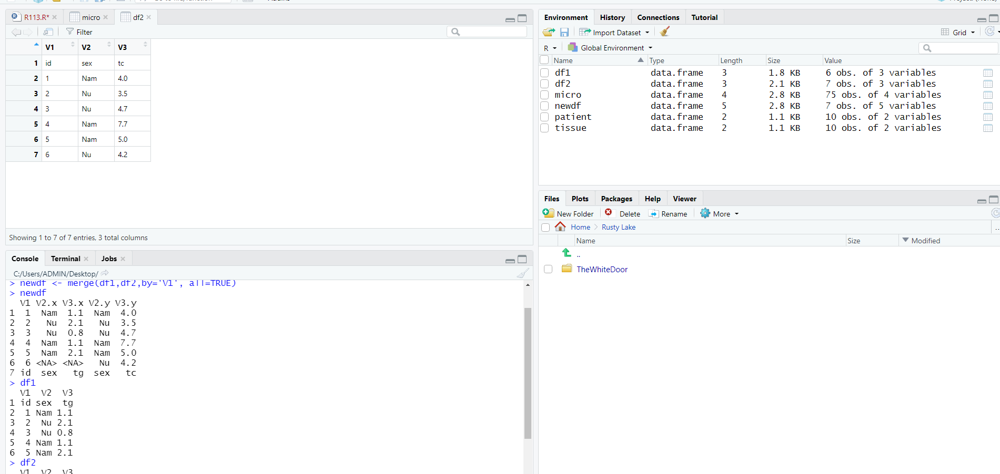 R113.R*
micro
df2
Filter
V1 V2 V3
1 id sex tc
2 1 Nam 4.0
3 2 Nu 3.5
4 3 Nu 4.7
5 4 Nam 7.7
6 5 Nam 5.0
7 6 Nu 4.2
Showing 1 to 7 of 7 entries, 3 total columns
Console Terminal Jobs
C:/Users/ADMIN/Desktop/
> newdf <- merge(df1,df2,by='V1', all=TRUE)
> newdf
V1 V2.x V3.x V2.y V3.y
1 1 Nam 1.1 Nam 4.0
2 2 Nu 2.1 Nu 3.5
3 3 Nu 0.8 Nu 4.7
4 4 Nam 1.1 Nam 7.7
5 5 Nam 2.1 Nam 5.0
6 6 <NA> <NA> Nu 4.2
7 id sex tg sex tc
> df1
V1 V2 V3
1 id sex tg
2 1 Nam 1.1
3 2 Nu 2.1
4 3 Nu 0.8
5 4 Nam 1.1
6 5 Nam 2.1
> df2
V1 V2 V3
Environment History Connections Tutorial
Import Dataset
Grid
R Global Environment
Name Type Length Size Value
df1 data.frame 3 1.8 KB 6 obs. of 3 variables
df2 data.frame 3 2.1 KB 7 obs. of 3 variables
micro data.frame 4 2.8 KB 75 obs. of 4 variables
newdf data.frame 5 2.8 KB 7 obs. of 5 variables
patient data.frame 2 1.1 KB 10 obs. of 2 variables
tissue data.frame 2 1.1 KB 10 obs. of 2 variables
Files Plots Packages Help Viewer
New Folder Delete Rename More
Home Rusty Lake
Name Size Modified
..
TheWhiteDoor